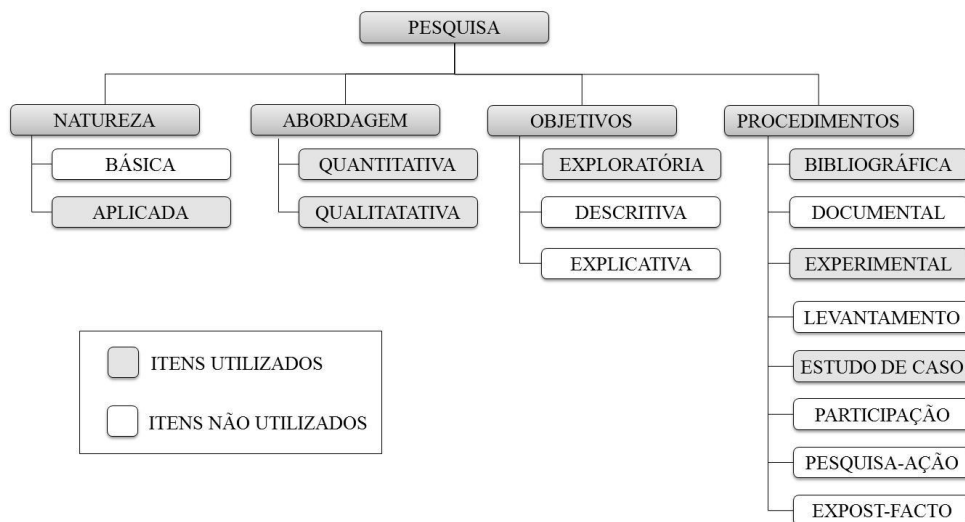 PESQUISA
NATUREZA
BÁSICA
APLICADA
ABORDAGEM
QUANTITATIVA
QUALITATATIVA
OBJETIVOS
EXPLORATÓRIA
DESCRITIVA
EXPLICATIVA
PROCEDIMENTOS
BIBLIOGRÁFICA
DOCUMENTAL
EXPERIMENTAL
LEVANTAMENTO
ESTUDO DE CASO
PARTICIPAÇÃO
PESQUISA-AÇÃO
EXPOST-FACTO
ITENS UTILIZADOS
ITENS NÃO UTILIZADOS